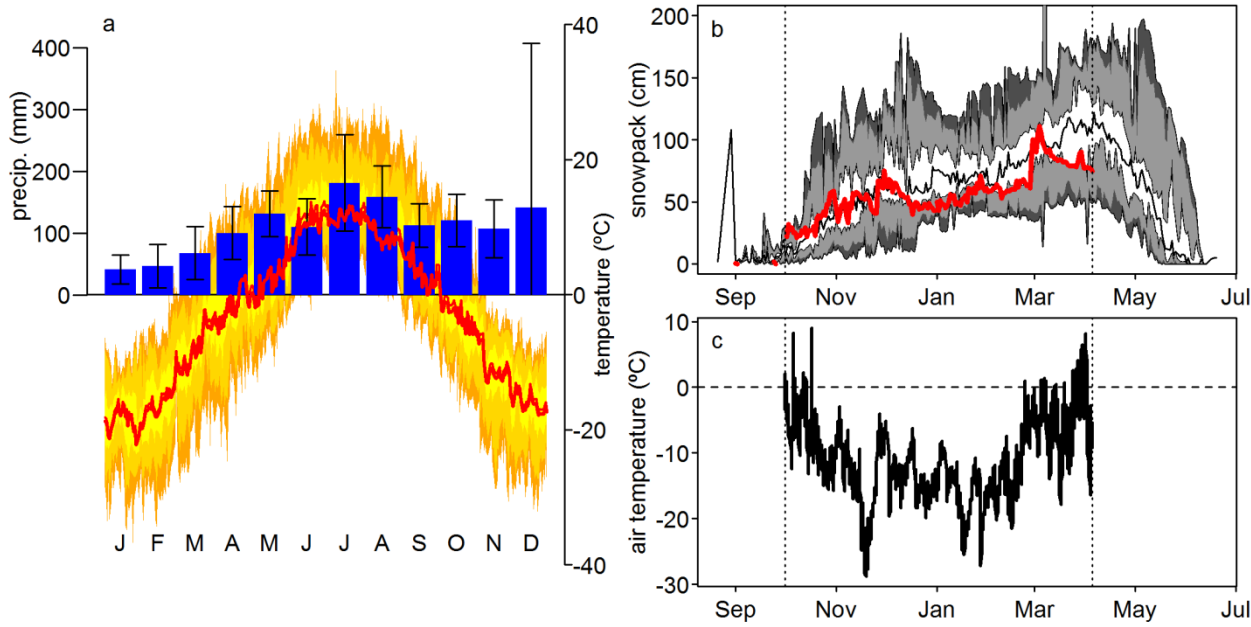 a
precip. (mm)
400
300
200
100
0
40
20
0
-20
-40
temperature (ºC)
J F M A M J J A S O N D
b
snowpack (cm)
200
150
100
50
0
Sep Nov Jan Mar May Jul
c
air temperature (ºC)
10
0
-10
-20
-30
Sep Nov Jan Mar May Jul